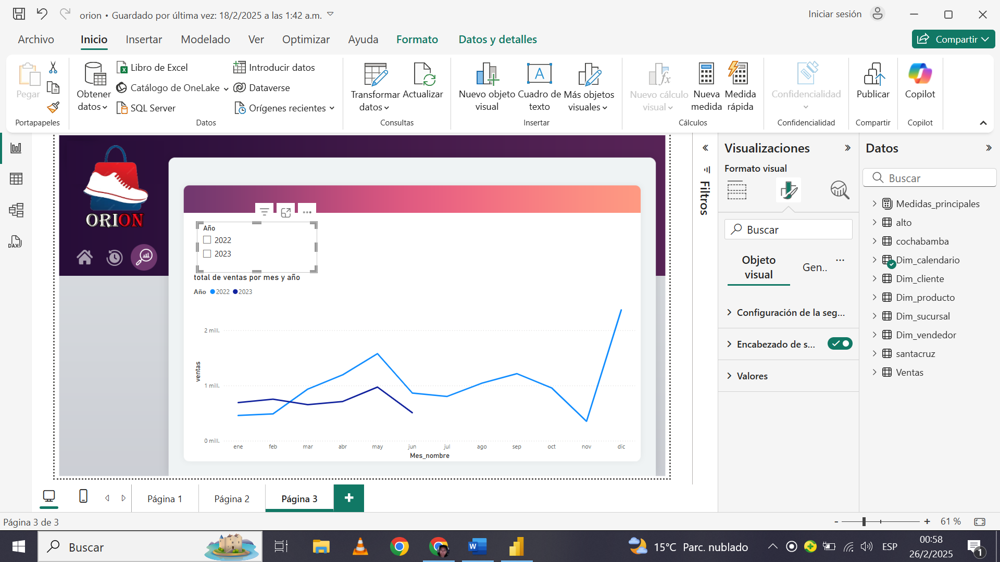 orion • Guardado por última vez: 18/2/2025 a las 1:42 a.m.
Iniciar sesión
Archivo
Inicio
Insertar
Modelado
Ver
Optimizar
Ayuda
Formato
Datos y detalles
Compartir
Pegar
Portapapeles
Obtener
datos
Libro de Excel
Catálogo de OneLake
SQL Server
Introducir datos
Dataverse
Orígenes recientes
Datos
Transformar
datos
Actualizar
Consultas
Nuevo objeto
visual
Cuadro de
texto
Más objetos
visuales
Insertar
Nuevo cálculo
visual
Nueva
medida
Medida
rápida
Cálculos
Confidencialidad
Confidencialidad
Publicar
Compartir
Copilot
Copilot
DAX
ORION
Año
2022
2023
total de ventas por mes y año
Año 2022 2023
ventas
2 mill.
1 mill.
0 mill.
ene feb mar abr may jun jul ago sep oct nov dic
Mes_nombre
Filtros
Visualizaciones
Formato visual
Buscar
Objeto
visual
Gen..
Configuración de la seg...
Encabezado de s...
Valores
Datos
Buscar
Medidas_principales
alto
cochabamba
Dim_calendario
Dim_cliente
Dim_producto
Dim_sucursal
Dim_vendedor
santacruz
Ventas
Página 1
Página 2
Página 3
Página 3 de 3
- + 61 %
Buscar
15°C Parc. nublado
ESP
00:58
26/2/2025
1